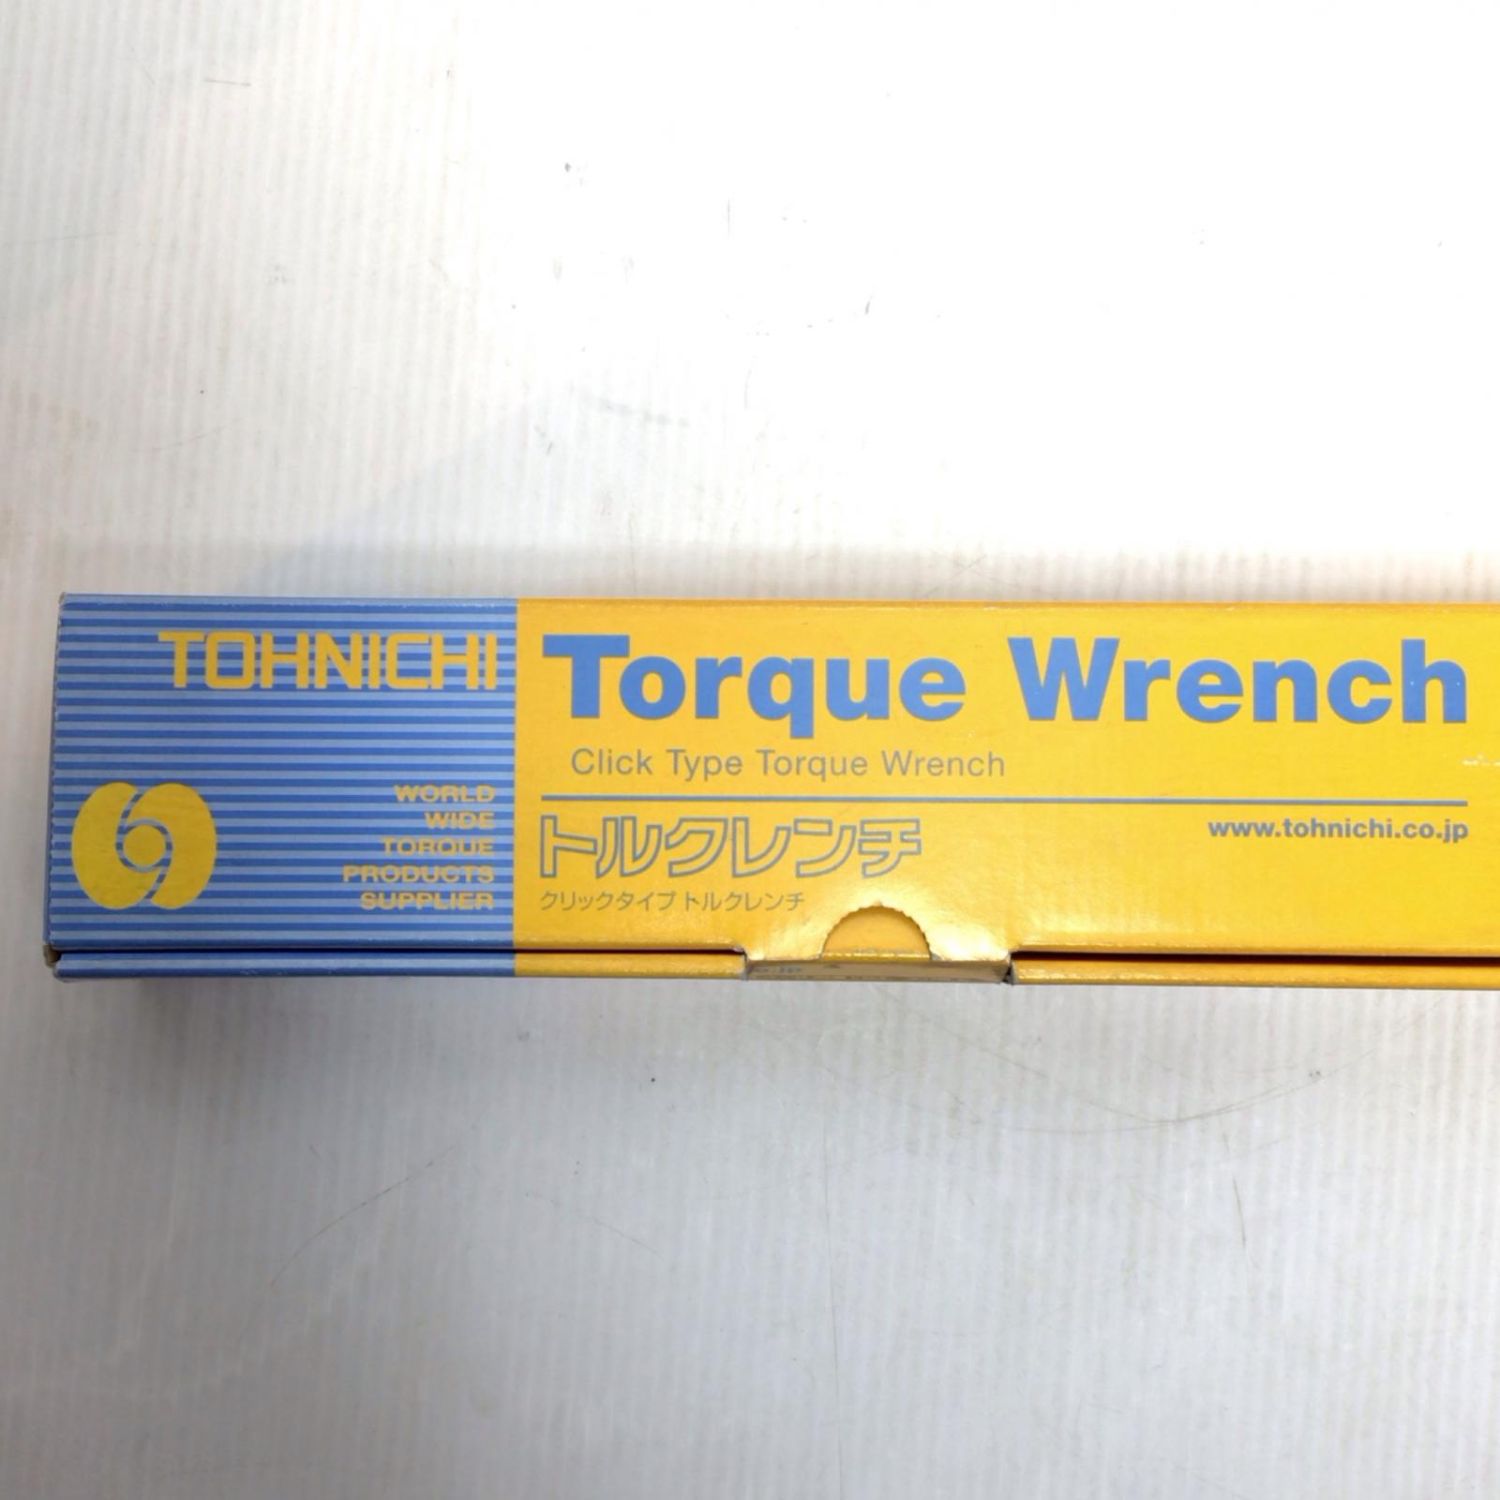 TOHNICHI
WORLD
WIDE
TORQUE
PRODUCTS
SUPPLIER
Torque Wrench
Click Type Torque Wrench
トルクレンチ
クリックタイプ トルクレンチ
www.tohnichi.co.jp